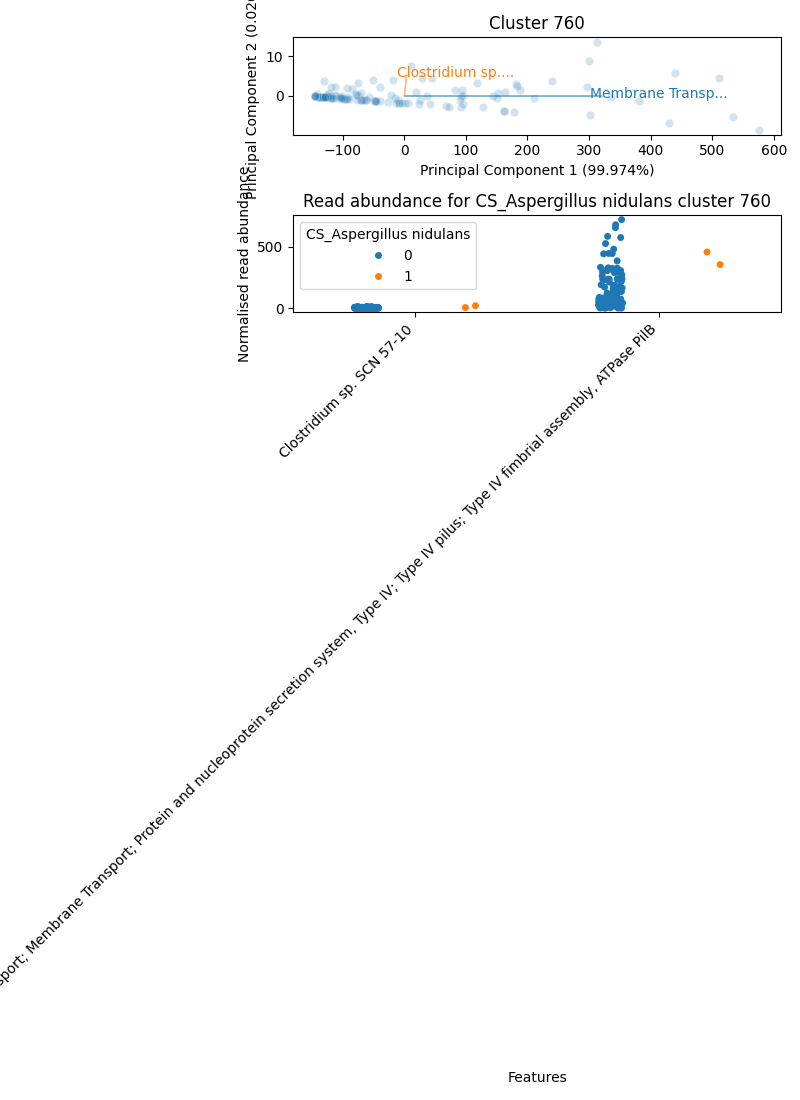 Cluster 760
Principal Component 2 (0.026
10
0
Clostridium sp....
Membrane Transp...
−100
0
100
200
300
400
500
600
Principal Component 1 (99.974%)
Read abundance for CS_Aspergillus nidulans cluster 760
Normalised read abundance
500
0
CS_Aspergillus nidulans
0
1
Clostridium sp. SCN 57-10
sport; Membrane Transport; Protein and nucleoprotein secretion system, Type IV; Type IV pilus; Type IV fimbrial assembly, ATPase PilB
Features